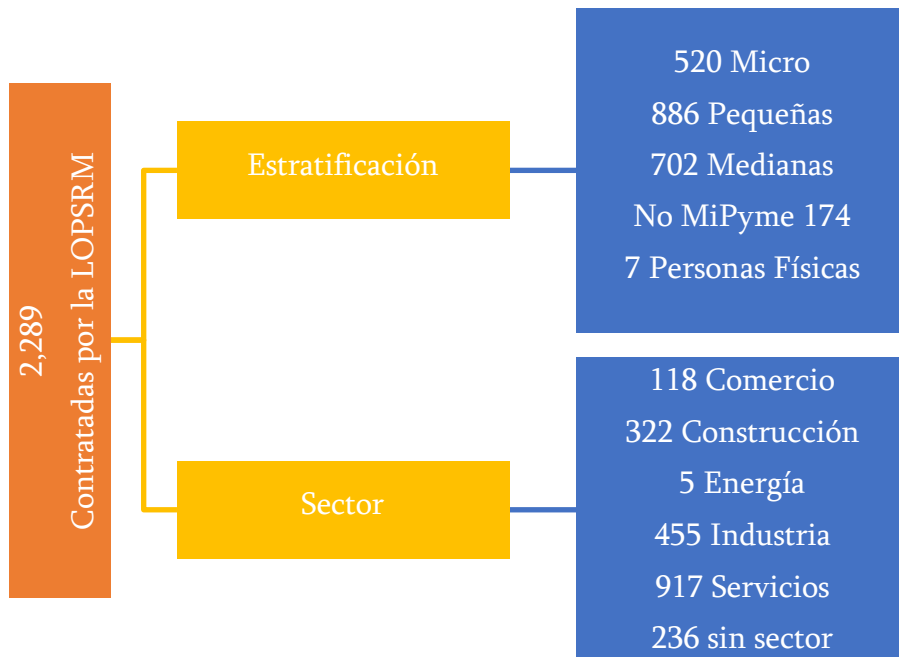 2,289
Contratadas por la LOPSRM
Estratificación
520 Micro
886 Pequeñas
702 Medianas
No MiPyme 174
7 Personas Físicas
Sector
118 Comercio
322 Construcción
5 Energía
455 Industria
917 Servicios
236 sin sector